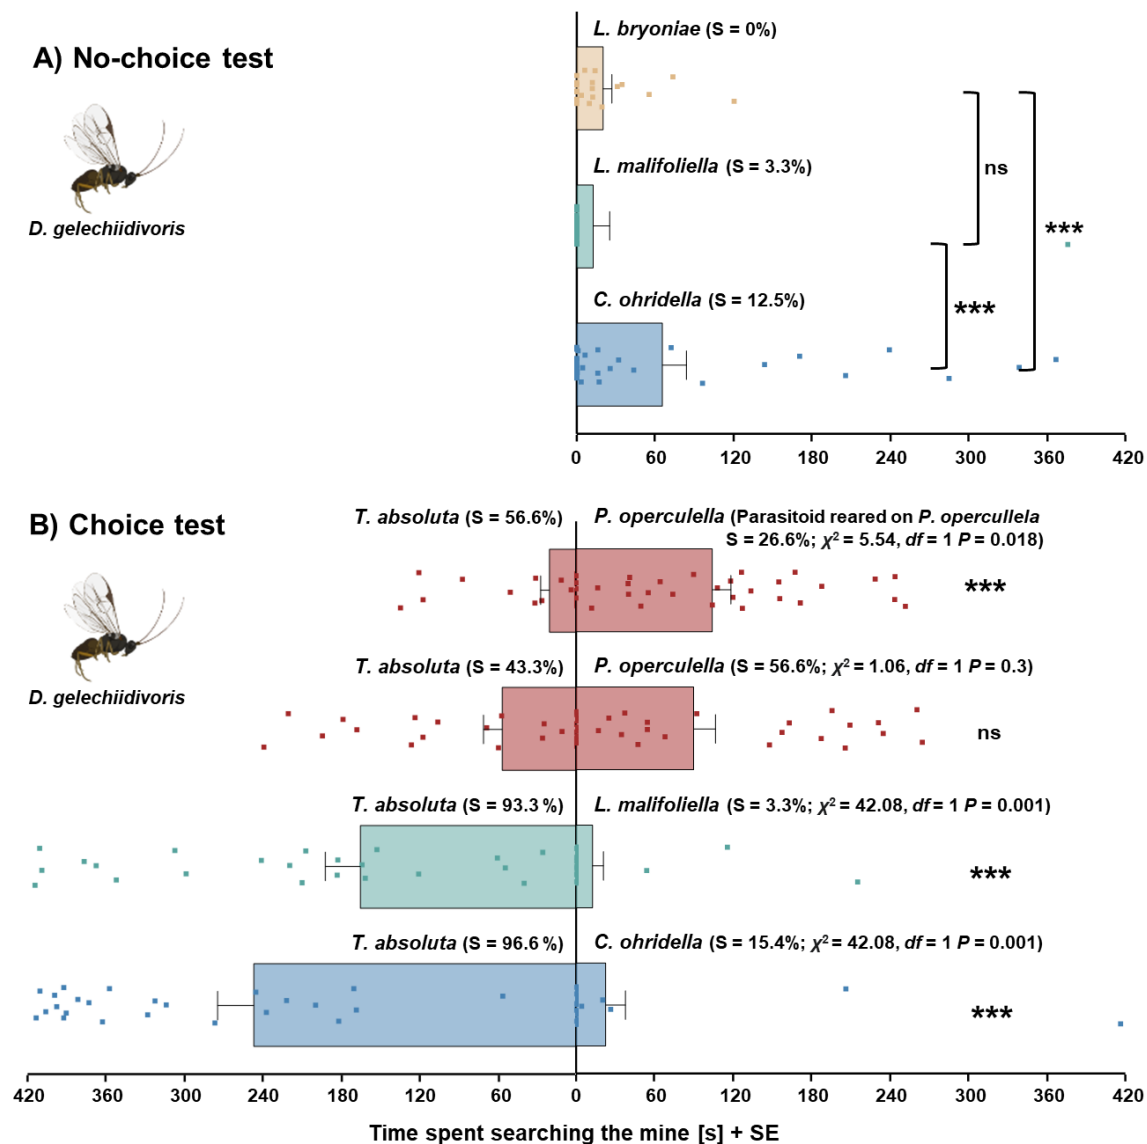 A) No-choice test
D. gelechiidivoris
L. bryoniae (S = 0%)
L. malifoliella (S = 3.3%)
C. ohridella (S = 12.5%)
ns
***
***
0 60 120 180 240 300 360 420
B) Choice test
D. gelechiidivoris
T. absoluta (S = 56.6%) P. operculella (Parasitoid reared on P. opercullela
S = 26.6%; χ² = 5.54, df = 1 P = 0.018)
***
T. absoluta (S = 43.3%) P. operculella (S = 56.6%; χ² = 1.06, df = 1 P = 0.3)
ns
T. absoluta (S = 93.3 %) L. malifoliella (S = 3.3%; χ² = 42.08, df = 1 P = 0.001)
***
T. absoluta (S = 96.6 %) C. ohridella (S = 15.4%; χ² = 42.08, df = 1 P = 0.001)
***
420 360 300 240 180 120 60 0 60 120 180 240 300 360 420
Time spent searching the mine [s] + SE